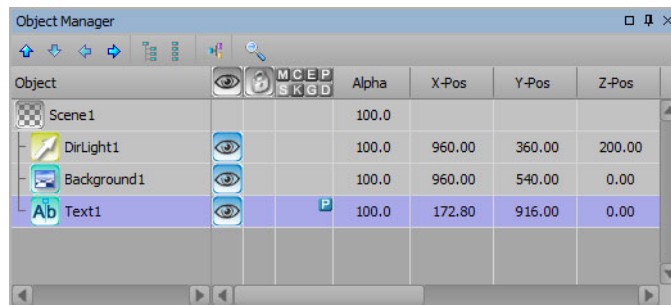 Object Manager
Object M C E P S K G D Alpha X-Pos Y-Pos Z-Pos
Scene1 100.0
DirLight1 100.0 960.00 360.00 200.00
Background1 100.0 960.00 540.00 0.00
Ab Text1 P 100.0 172.80 916.00 0.00